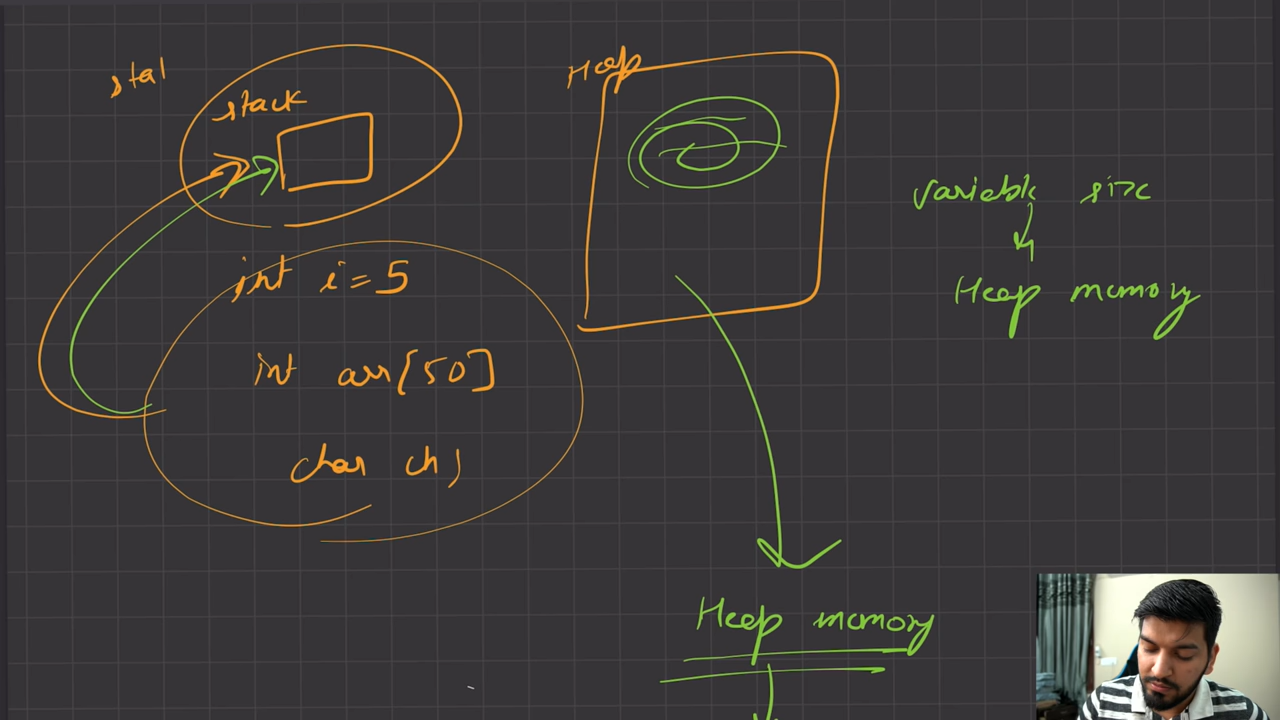 stal
stack
int i = 5
int arr[50]
char ch;
Heap
variable size
Heap memory
Heap memory